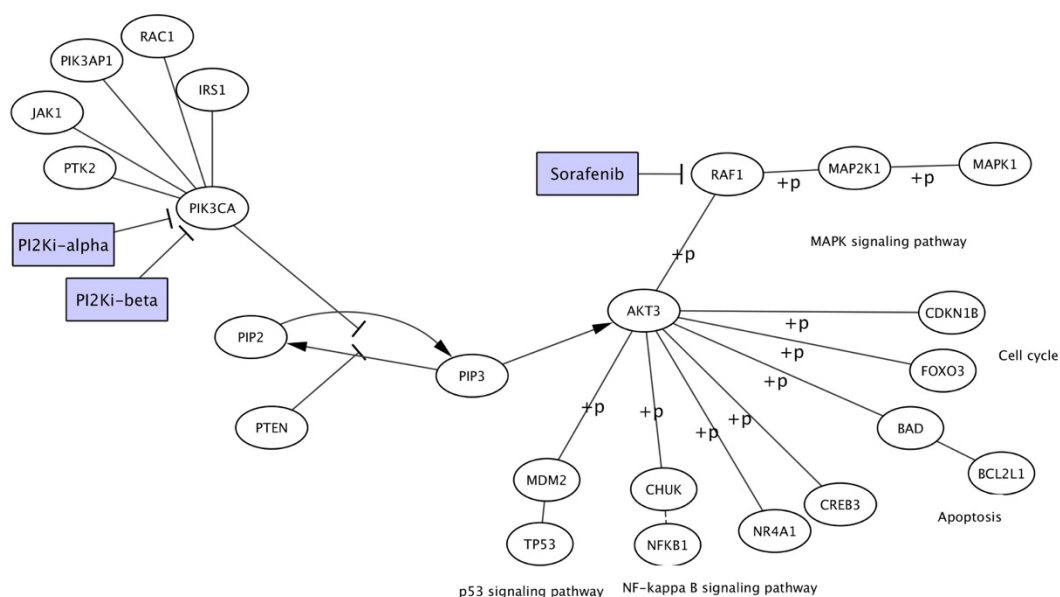 RAC1
PIK3AP1
IRS1
JAK1
PTK2
Sorafenib
RAF1
MAP2K1
MAPK1
+p
+p
PIK3CA
PI2Ki-alpha
MAPK signaling pathway
+p
PI2Ki-beta
AKT3
CDKN1B
+p
PIP2
+p
Cell cycle
PIP3
FOXO3
+p
+p
+p
+p
+p
PTEN
BAD
BCL2L1
MDM2
CHUK
CREB3
Apoptosis
NR4A1
TP53
NFKB1
p53 signaling pathway
NF-kappa B signaling pathway